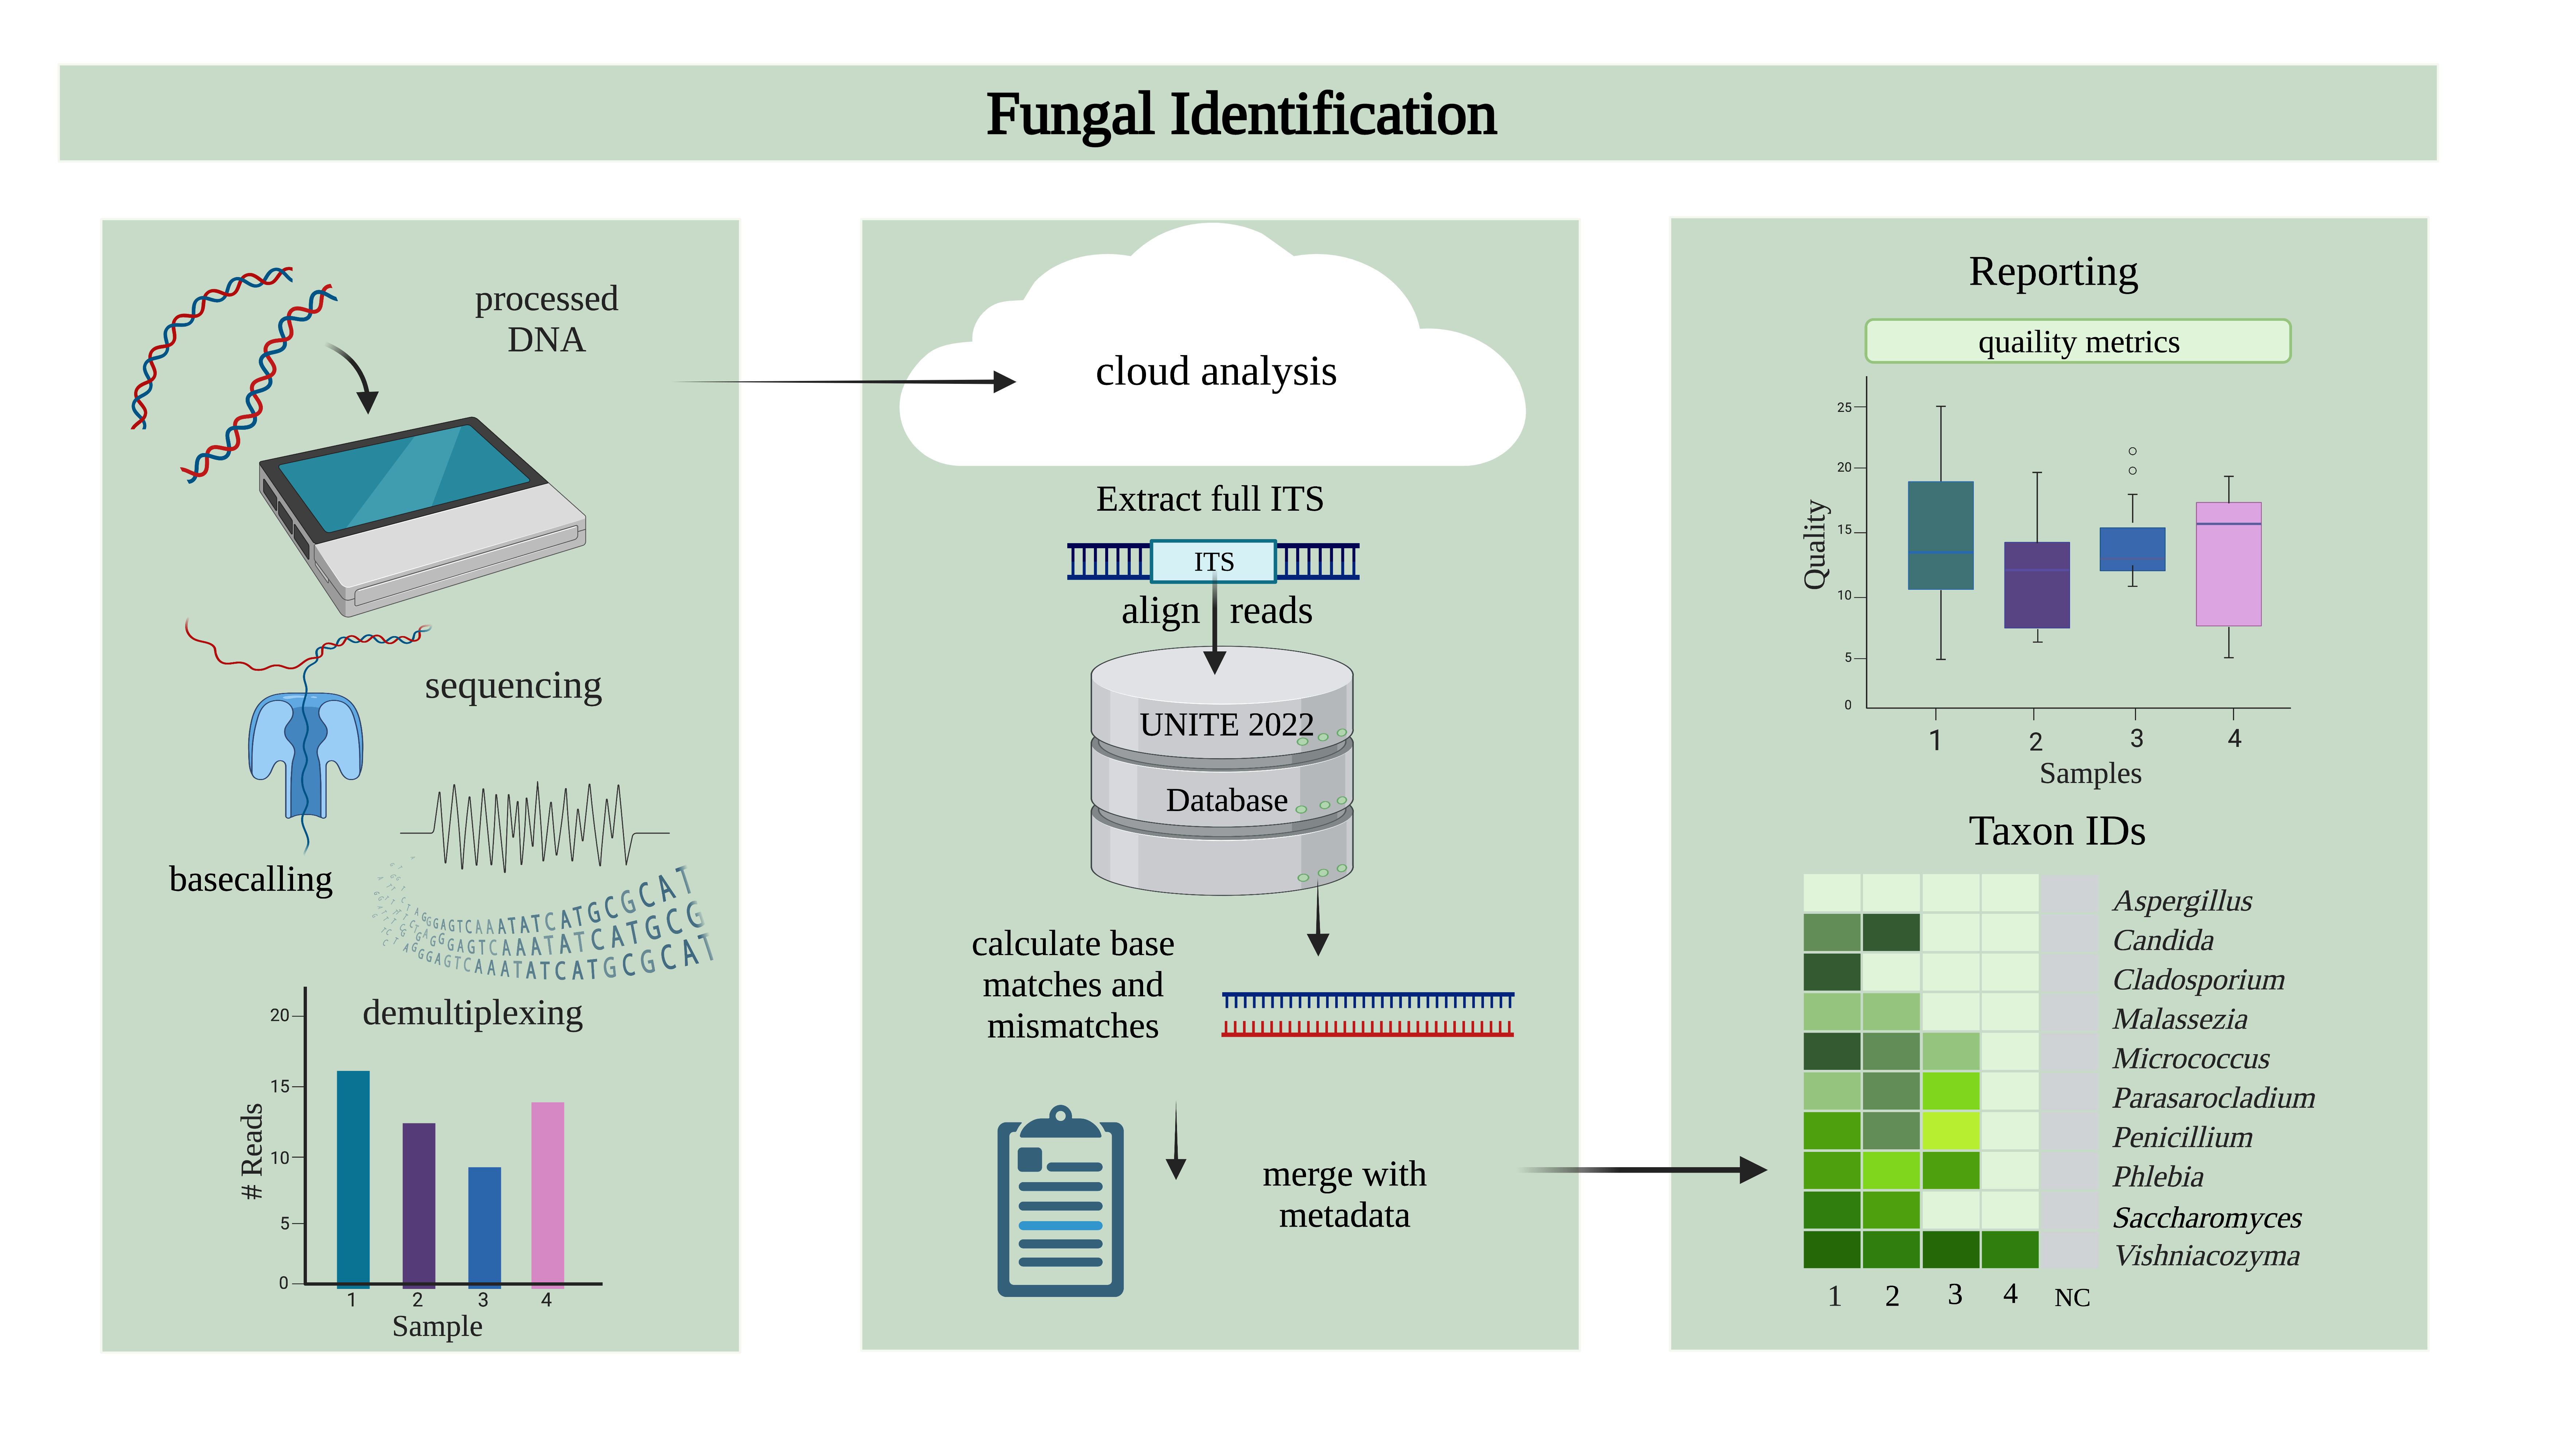 Fungal Identification
processed
DNA
sequencing
basecalling
GGAGTCAAATATCATGCGCAT
GGGAGTCAAATATCATGCG
AGGGAGTCAAATATCATGCGCAT
demultiplexing
20
15
10
5
0
# Reads
1 2 3 4
Sample
cloud analysis
Extract full ITS
ITS
align reads
UNITE 2022
Database
calculate base
matches and
mismatches
merge with
metadata
Reporting
quaility metrics
25
20
15
10
5
0
Quality
1 2 3 4
Samples
Taxon IDs
Aspergillus
Candida
Cladosporium
Malassezia
Micrococcus
Parasarocladium
Penicillium
Phlebia
Saccharomyces
Vishniacozyma
1 2 3 4 NC